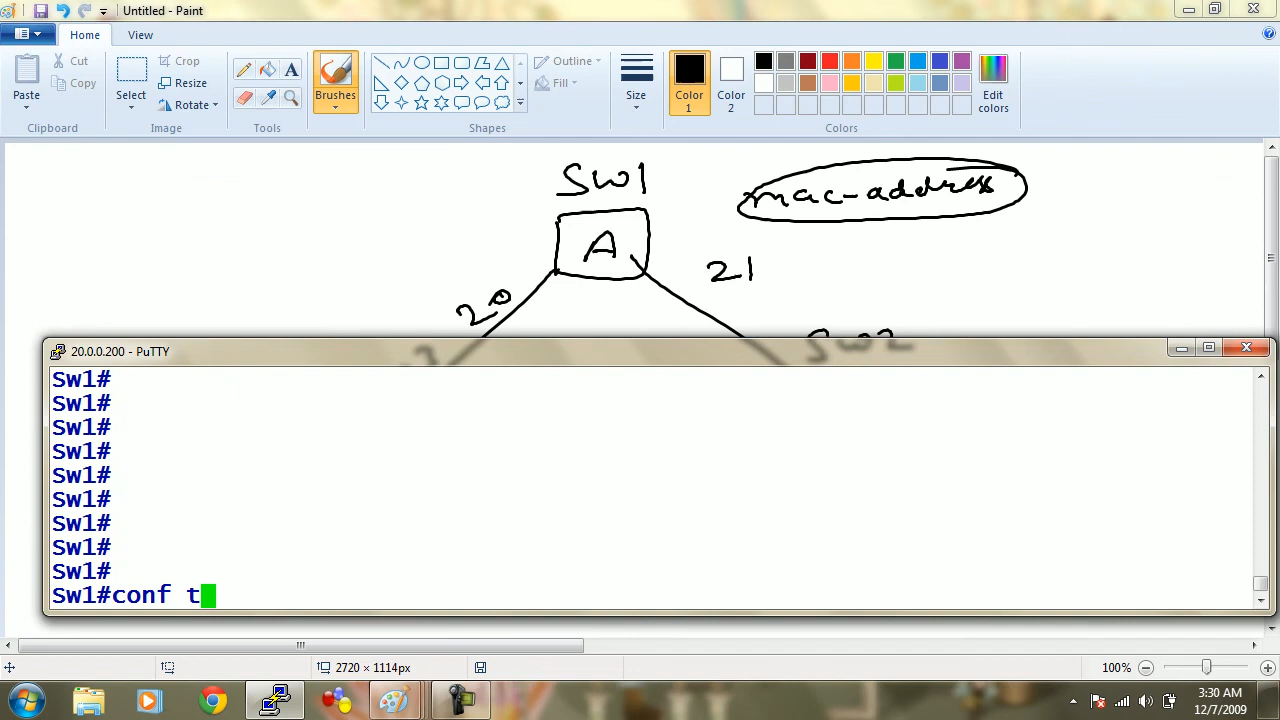 Untitled - Paint
Home View
Paste
Cut
Copy
Clipboard
Select
Crop
Resize
Rotate
Image
A
Tools
Brushes
Outline
Fill
Shapes
Size
Color 1
Color 2
Edit colors
Colors
SW1
mac-address
A
20
21
SW2
20.0.0.200 - PuTTY
Sw1#
Sw1#
Sw1#
Sw1#
Sw1#
Sw1#
Sw1#
Sw1#
Sw1#
Sw1#conf t
2720 × 1114px
100%
3:30 AM
12/7/2009